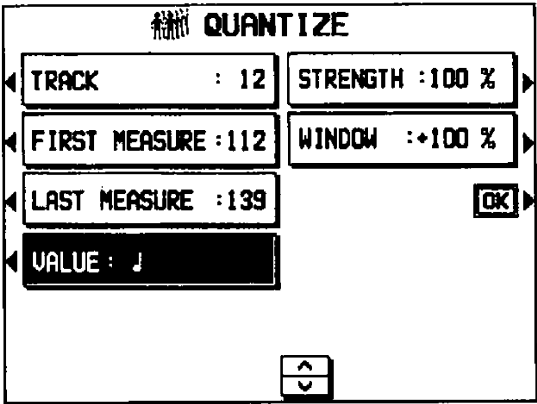 QUANTIZE
TRACK : 12
STRENGTH :100 %
FIRST MEASURE :112
WINDOW :+100 %
LAST MEASURE :139
OK
VALUE : ♩